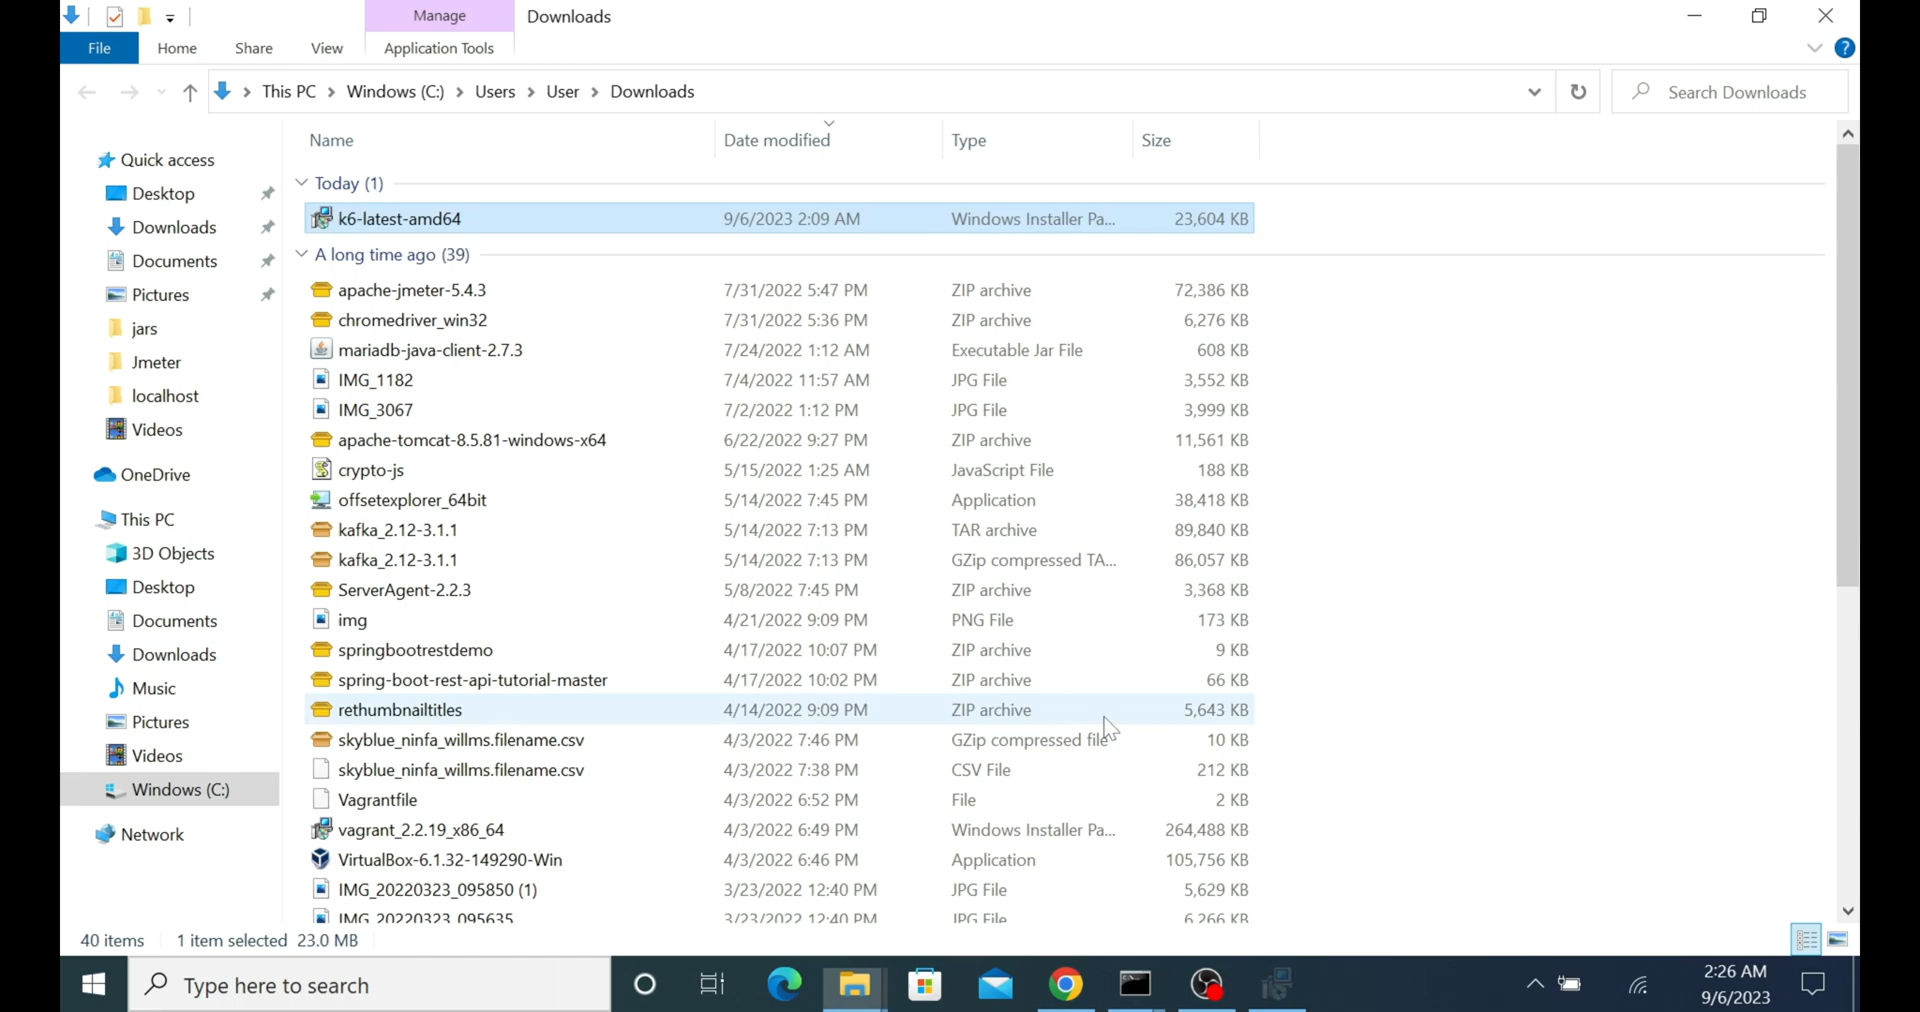 Manage
Downloads
File
Home
Share
View
Application Tools
This PC > Windows (C:) > Users > User > Downloads
Search Downloads
Name
Date modified
Type
Size
Quick access
Desktop
Downloads
Documents
Pictures
jars
Jmeter
localhost
Videos
OneDrive
This PC
3D Objects
Desktop
Documents
Downloads
Music
Pictures
Videos
Windows (C:)
Network
Today (1)
k6-latest-amd64 9/6/2023 2:09 AM Windows Installer Pa... 23,604 KB
A long time ago (39)
apache-jmeter-5.4.3 7/31/2022 5:47 PM ZIP archive 72,386 KB
chromedriver_win32 7/31/2022 5:36 PM ZIP archive 6,276 KB
mariadb-java-client-2.7.3 7/24/2022 1:12 AM Executable Jar File 608 KB
IMG_1182 7/4/2022 11:57 AM JPG File 3,552 KB
IMG_3067 7/2/2022 1:12 PM JPG File 3,999 KB
apache-tomcat-8.5.81-windows-x64 6/22/2022 9:27 PM ZIP archive 11,561 KB
crypto-js 5/15/2022 1:25 AM JavaScript File 188 KB
offsetexplorer_64bit 5/14/2022 7:45 PM Application 38,418 KB
kafka_2.12-3.1.1 5/14/2022 7:13 PM TAR archive 89,840 KB
kafka_2.12-3.1.1 5/14/2022 7:13 PM GZip compressed TA... 86,057 KB
ServerAgent-2.2.3 5/8/2022 7:45 PM ZIP archive 3,368 KB
img 4/21/2022 9:09 PM PNG File 173 KB
springbootrestdemo 4/17/2022 10:07 PM ZIP archive 9 KB
spring-boot-rest-api-tutorial-master 4/17/2022 10:02 PM ZIP archive 66 KB
rethumbnailtitles 4/14/2022 9:09 PM ZIP archive 5,643 KB
skyblue_ninfa_willms.filename.csv 4/3/2022 7:46 PM GZip compressed file 10 KB
skyblue_ninfa_willms.filename.csv 4/3/2022 7:38 PM CSV File 212 KB
Vagrantfile 4/3/2022 6:52 PM File 2 KB
vagrant_2.2.19_x86_64 4/3/2022 6:49 PM Windows Installer Pa... 264,488 KB
VirtualBox-6.1.32-149290-Win 4/3/2022 6:46 PM Application 105,756 KB
IMG_20220323_095850 (1) 3/23/2022 12:40 PM JPG File 5,629 KB
IMG_20220323_095635 3/23/2022 12:40 PM JPG File 6,266 KB
40 items 1 item selected 23.0 MB
Type here to search
2:26 AM
9/6/2023